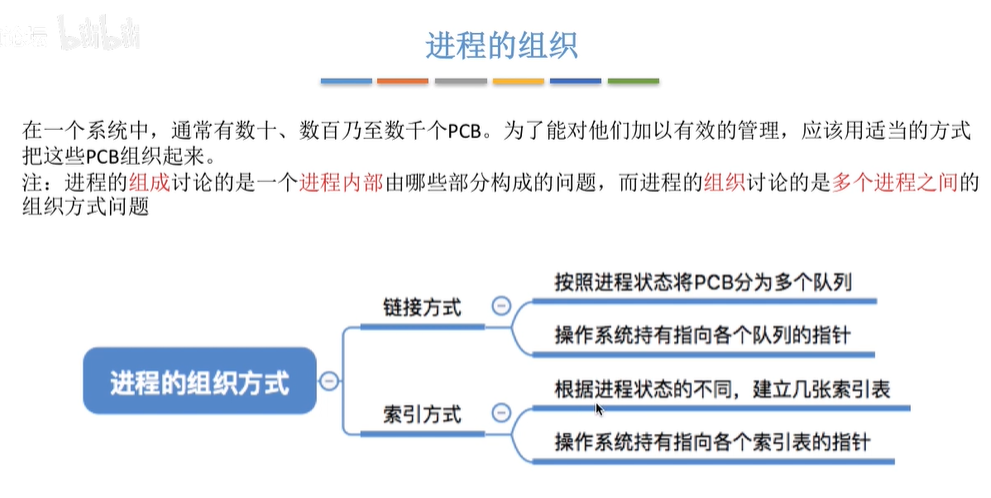 bilibili
进程的组织
在一个系统中，通常有数十、数百乃至数千个PCB。为了能对他们加以有效的管理，应该用适当的方式
把这些PCB组织起来。
注：进程的组成讨论的是一个进程内部由哪些部分构成的问题，而进程的组织讨论的是多个进程之间的
组织方式问题
进程的组织方式
链接方式
按照进程状态将PCB分为多个队列
操作系统持有指向各个队列的指针
索引方式
根据进程状态的不同，建立几张索引表
操作系统持有指向各个索引表的指针